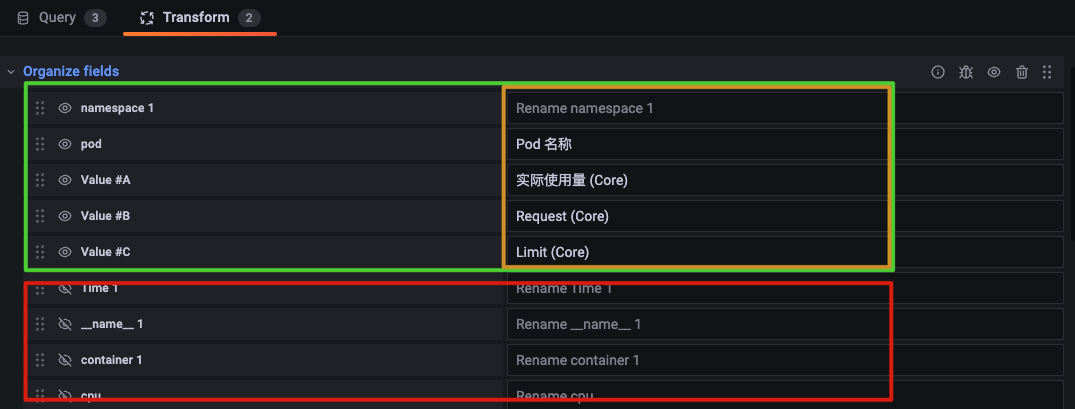 Query 3 Transform 2
Organize fields
namespace 1 Rename namespace 1
pod Pod 名称
Value #A 实际使用量 (Core)
Value #B Request (Core)
Value #C Limit (Core)
Time 1 Rename Time 1
__name__ 1 Rename __name__ 1
container 1 Rename container 1
cpu Rename cpu